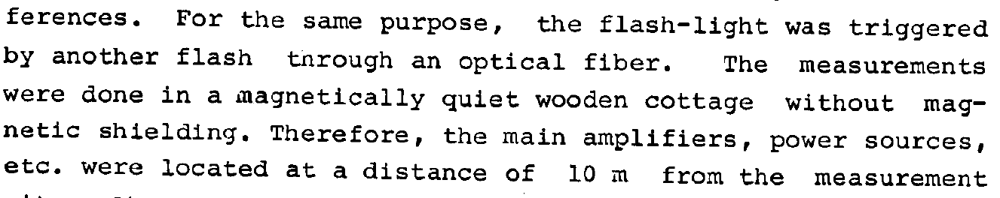 ferences. For the same purpose, the flash-light was triggered
by another flash through an optical fiber. The measurements
were done in a magnetically quiet wooden cottage without mag-
netic shielding. Therefore, the main amplifiers, power sources,
etc. were located at a distance of 10 m from the measurement